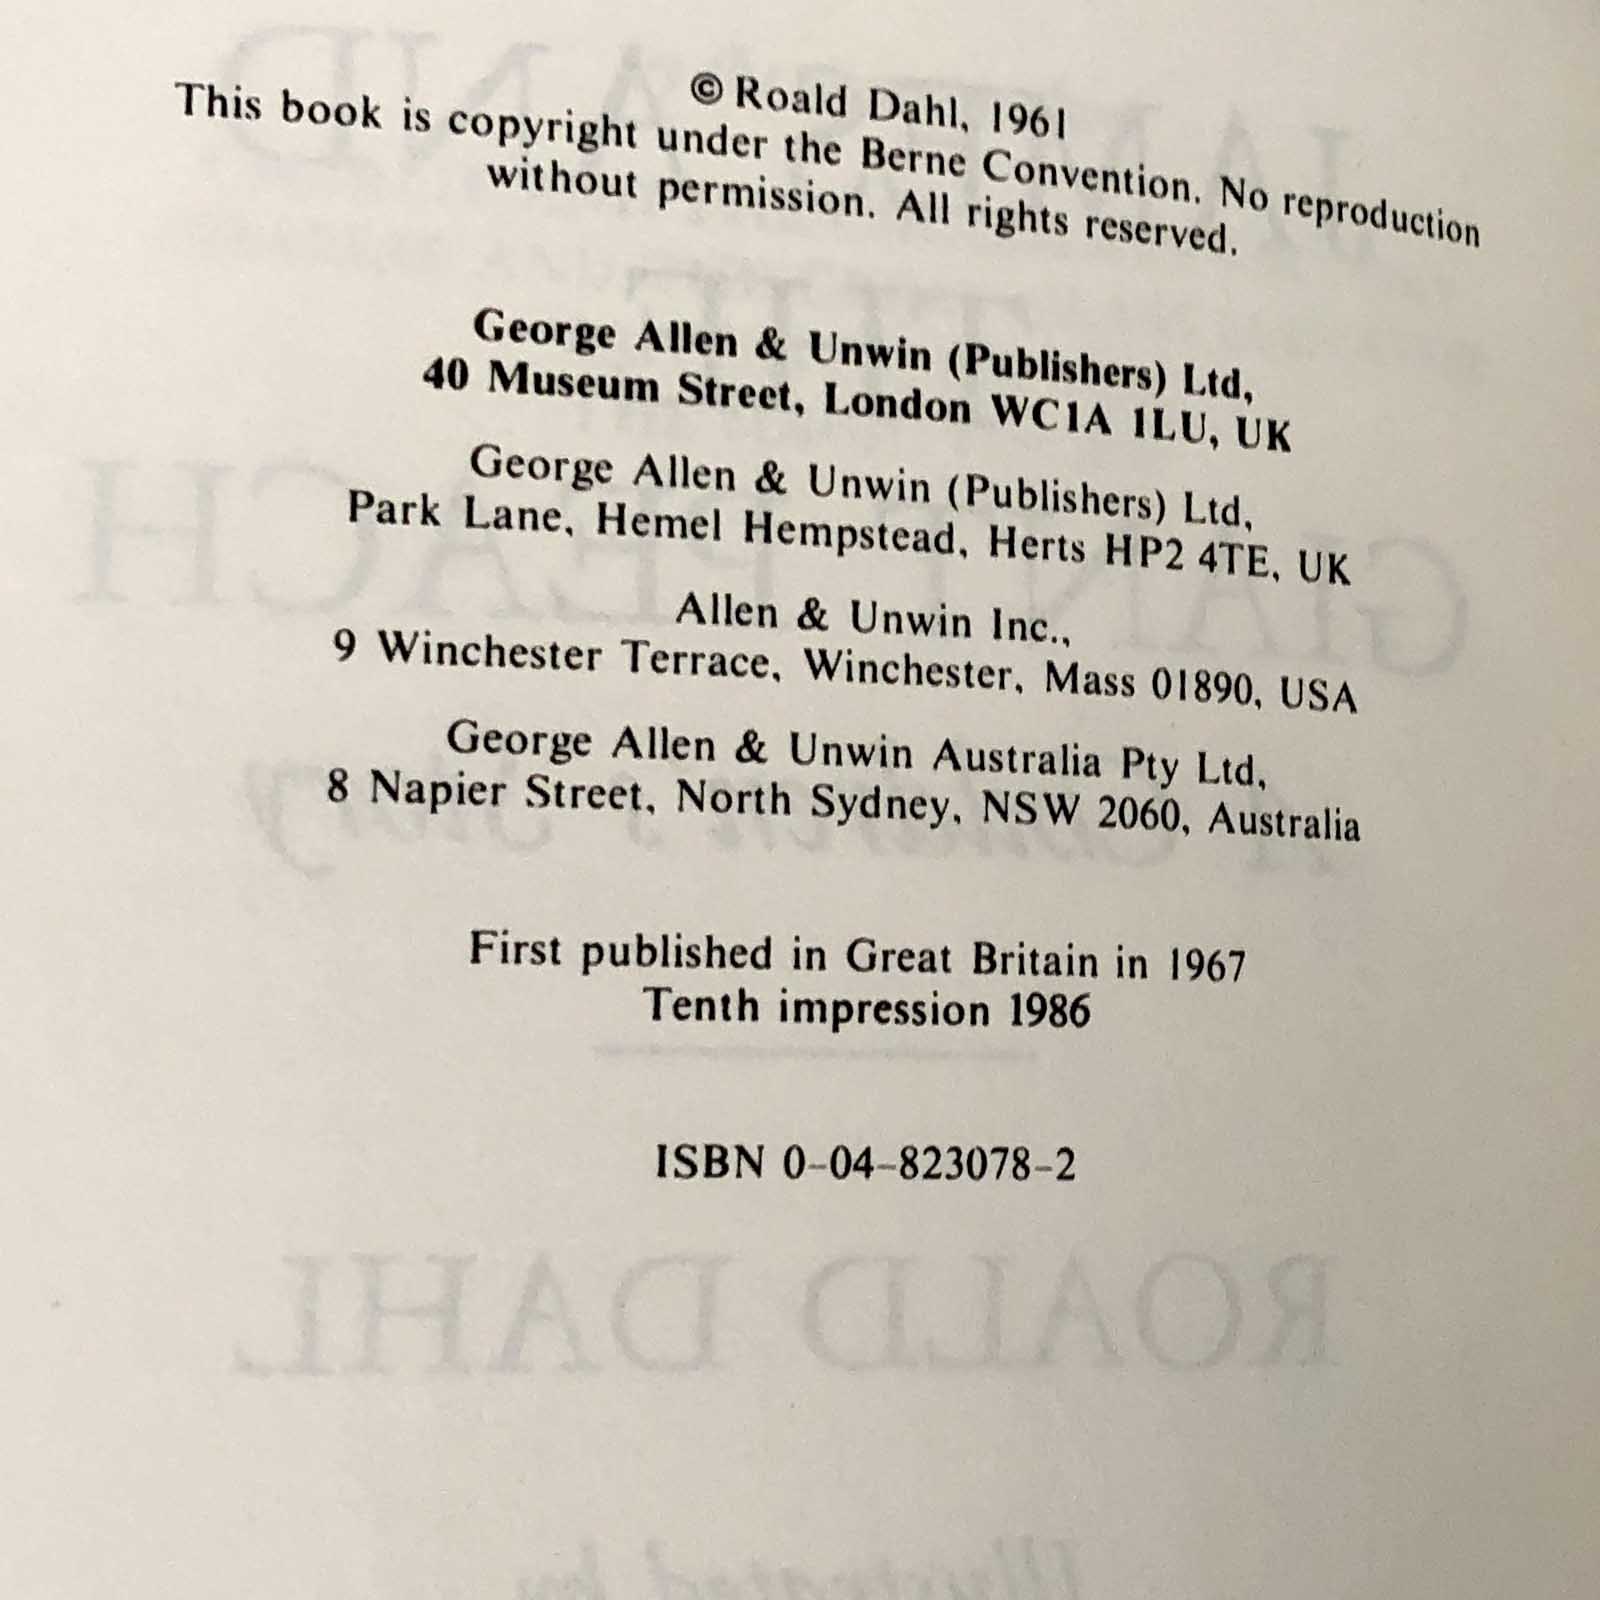 © Roald Dahl, 1961
This book is copyright under the Berne Convention. No reproduction
without permission. All rights reserved.
George Allen & Unwin (Publishers) Ltd,
40 Museum Street, London WC1A 1LU, UK
George Allen & Unwin (Publishers) Ltd,
Park Lane, Hemel Hempstead, Herts HP2 4TE, UK
Allen & Unwin Inc.,
9 Winchester Terrace, Winchester, Mass 01890, USA
George Allen & Unwin Australia Pty Ltd,
8 Napier Street, North Sydney, NSW 2060, Australia
First published in Great Britain in 1967
Tenth impression 1986
ISBN 0-04-823078-2